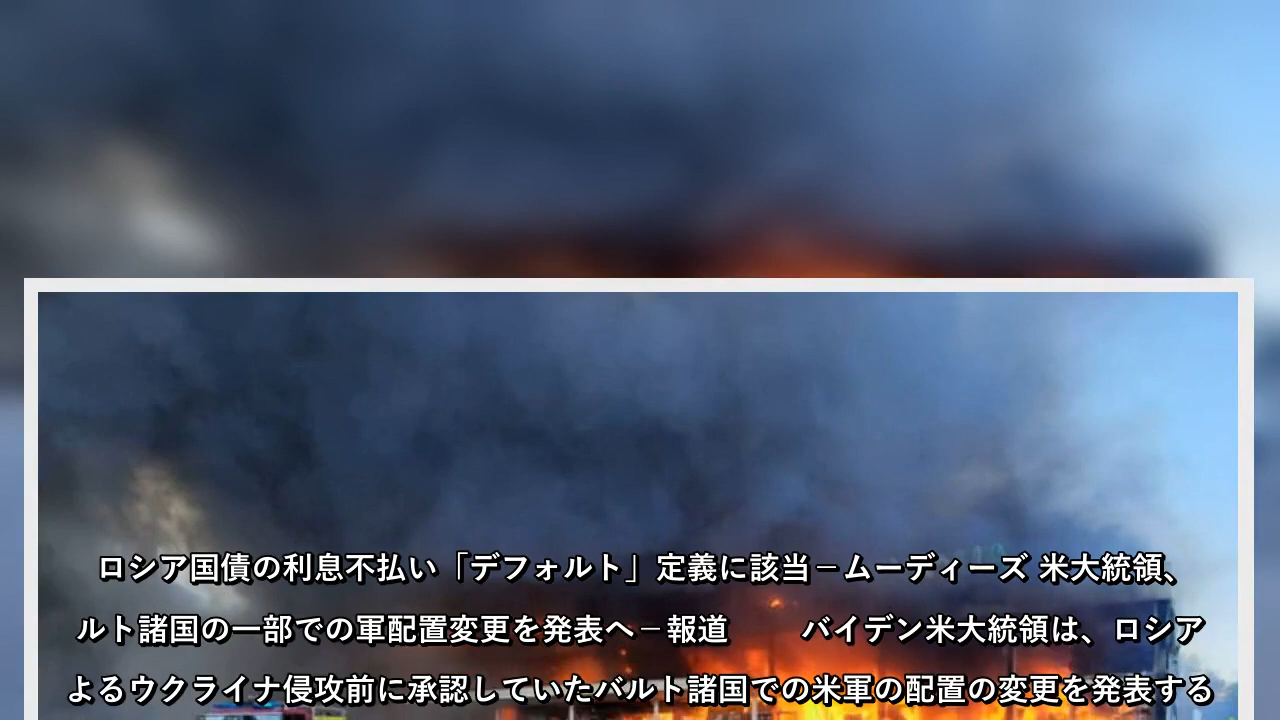 ロシア国債の利息不払い「デフォルト」定義に該当－ムーディーズ 米大統領、
ルト諸国の一部での軍配置変更を発表へ－報道　　バイデン米大統領は、ロシア
よるウクライナ侵攻前に承認していたバルト諸国での米軍の配置の変更を発表する